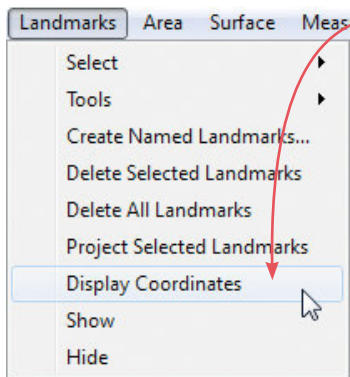 Landmarks Area Surface Meas
Select
Tools
Create Named Landmarks...
Delete Selected Landmarks
Delete All Landmarks
Project Selected Landmarks
Display Coordinates
Show
Hide